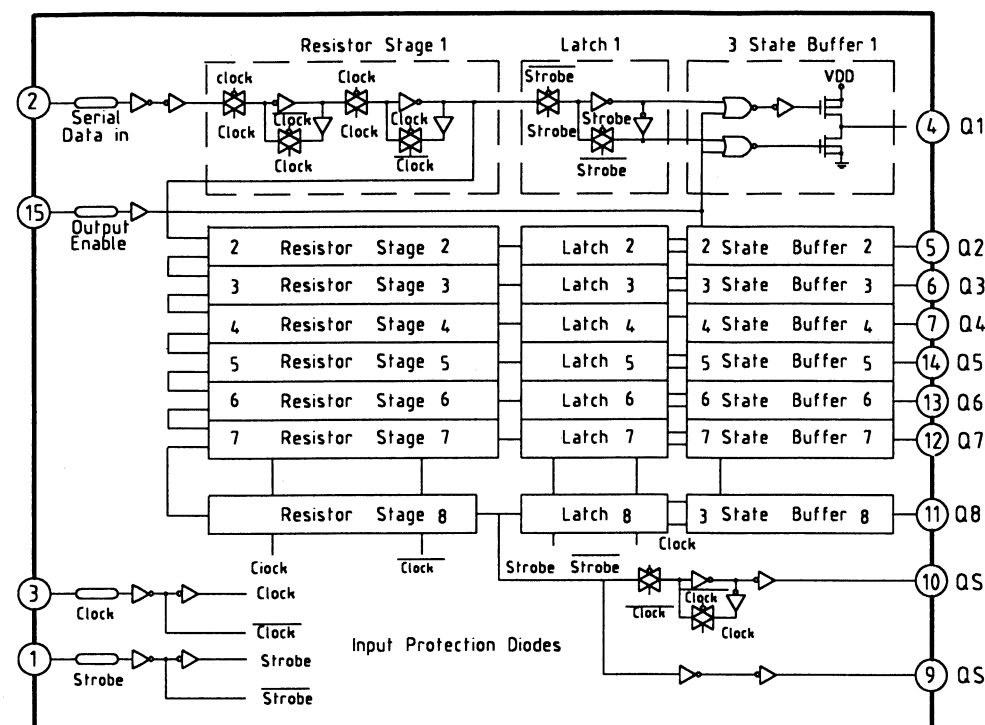 Resistor Stage 1 Latch 1 3 State Buffer 1
clock Clock Strobe VDD
2 Serial Data in Clock Clock Clock Clock Clock Clock Strobe Strobe Strobe 4 Q1
15 Output Enable
2 Resistor Stage 2 Latch 2 2 State Buffer 2 5 Q2
3 Resistor Stage 3 Latch 3 3 State Buffer 3 6 Q3
4 Resistor Stage 4 Latch 4 4 State Buffer 4 7 Q4
5 Resistor Stage 5 Latch 5 5 State Buffer 5 14 Q5
6 Resistor Stage 6 Latch 6 6 State Buffer 6 13 Q6
7 Resistor Stage 7 Latch 7 7 State Buffer 7 12 Q7
Resistor Stage 8 Latch 8 3 State Buffer 8 11 Q8
Clock
Ciock Clock Strobe Strobe
Clock Clock Clock 10 QS
3 Clock Clock
Clock
Input Protection Diodes
1 Strobe Strobe
Strobe
9 QS